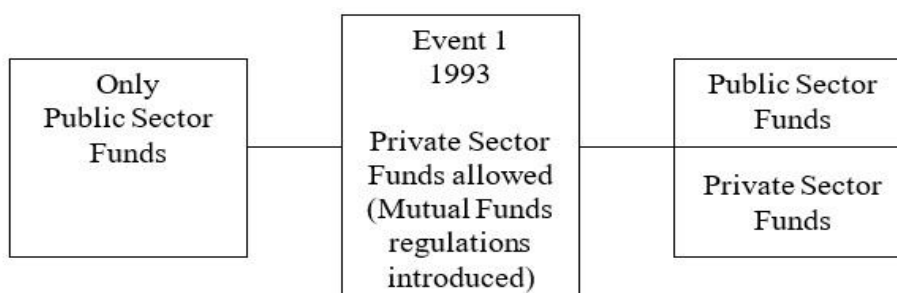 Only
Public Sector
Funds
Event 1
1993
Private Sector
Funds allowed
(Mutual Funds
regulations
introduced)
Public Sector
Funds
Private Sector
Funds